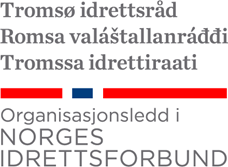 Tromsø idrettsråd
Romsa valáštallanráđđi
Tromssa idrettiraati
Organisasjonsledd i
NORGES
IDRETTSFORBUND